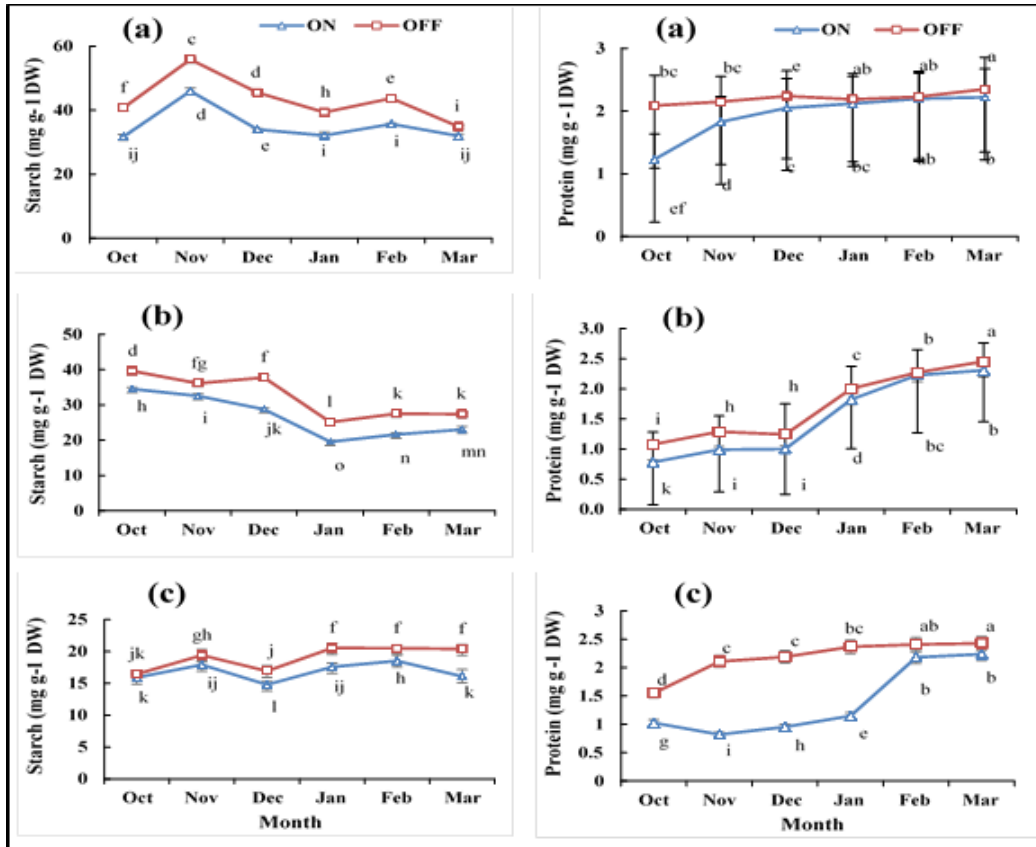 (a)
ON OFF
Starch (mg g- 1 DW)
60
40
20
0
f c d h e i
ij d e i i ij
Oct Nov Dec Jan Feb Mar
(a)
ON OFF
Protein (mg g-1 DW)
3
2
1
0
bc bc e ab ab a
ef d c bc ab b
Oct Nov Dec Jan Feb Mar
(b)
Starch (mg g-1 DW)
50
40
30
20
10
0
d fg f l k k
h i jk o n mn
Oct Nov Dec Jan Feb Mar
(b)
Protein (mg g-1 DW)
3.0
2.5
2.0
1.5
1.0
0.5
0.0
i h h c b a
k i i d bc b
Oct Nov Dec Jan Feb Mar
(c)
Starch (mg g-1 DW)
25
20
15
10
5
0
jk gh j f f f
k ij l ij h k
Oct Nov Dec Jan Feb Mar
Month
(c)
Protein (mg g-1 DW)
3
2.5
2
1.5
1
0.5
0
d c c bc ab a
g i h e b b
Oct Nov Dec Jan Feb Mar
Month